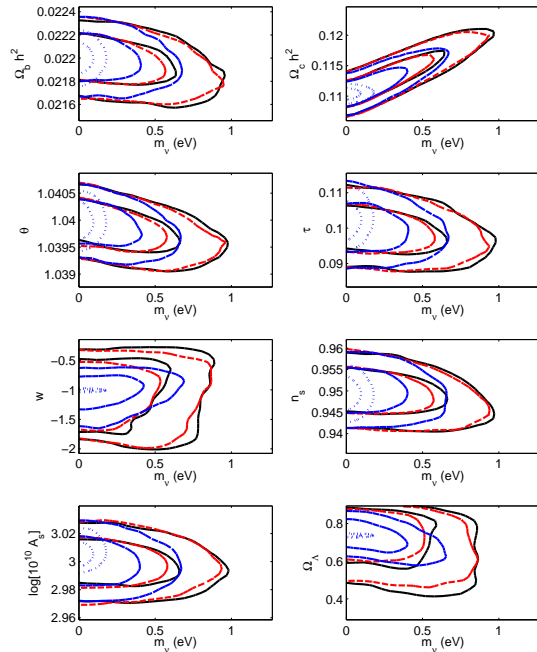 0.0224
0.0222
0.022
0.0218
0.0216
Ω_b h²
0 0.5 1
m_ν (eV)
0.12
0.115
0.11
Ω_c h²
0 0.5 1
m_ν (eV)
1.0405
1.04
1.0395
1.039
θ
0 0.5 1
m_ν (eV)
0.11
0.1
0.09
τ
0 0.5 1
m_ν (eV)
−0.5
−1
−1.5
−2
w
0 0.5 1
m_ν (eV)
0.96
0.955
0.95
0.945
0.94
n_s
0 0.5 1
m_ν (eV)
3.02
3
2.98
2.96
log[10¹⁰ A_s]
0 0.5 1
m_ν (eV)
0.8
0.6
0.4
Ω_Λ
0 0.5 1
m_ν (eV)